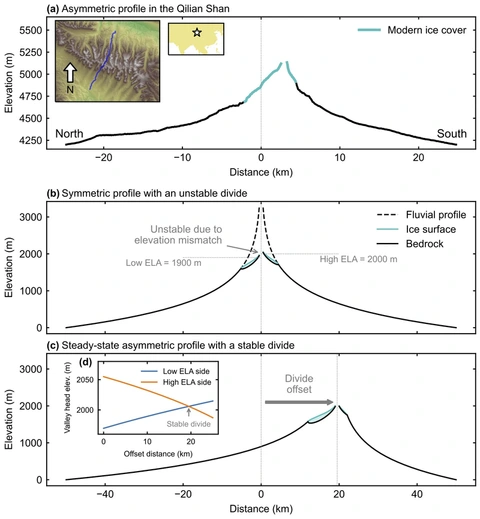 (a) Asymmetric profile in the Qilian Shan
5500
5250
5000
4750
4500
4250
Elevation (m)
Modern ice cover
N
North
South
−20
−10
0
10
20
Distance (km)
(b) Symmetric profile with an unstable divide
3000
2000
1000
0
Elevation (m)
Unstable due to
elevation mismatch
Low ELA = 1900 m
High ELA = 2000 m
Fluvial profile
Ice surface
Bedrock
(c) Steady-state asymmetric profile with a stable divide
3000
2000
1000
0
Elevation (m)
(d)
Low ELA side
High ELA side
2050
2000
Valley head elev. (m)
Stable divide
0
10
20
Offset distance (km)
Divide
offset
−40
−20
0
20
40
Distance (km)